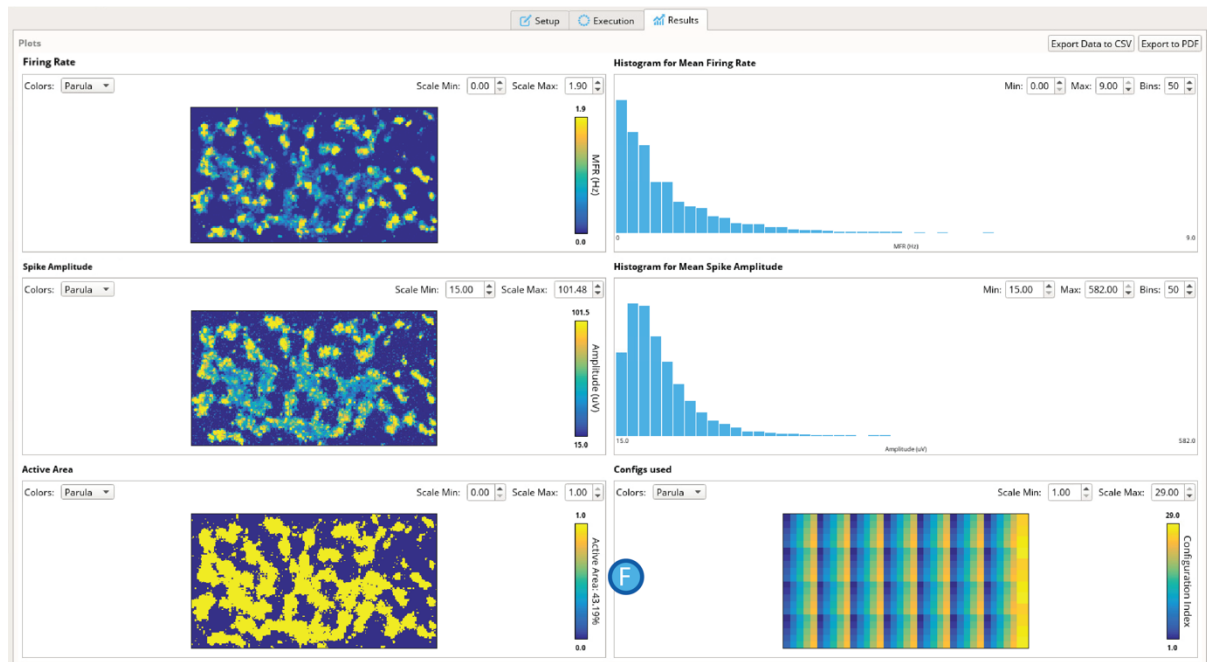 Setup Execution Results
Plots
Export Data to CSV Export to PDF
Firing Rate
Colors: Parula Scale Min: 0.00 Scale Max: 1.90
1.9
MFR (Hz)
0.0
Histogram for Mean Firing Rate
Min: 0.00 Max: 9.00 Bins: 50
0 9.0
MFR (Hz)
Spike Amplitude
Colors: Parula Scale Min: 15.00 Scale Max: 101.48
101.5
Amplitude (uV)
15.0
Histogram for Mean Spike Amplitude
Min: 15.00 Max: 582.00 Bins: 50
15.0 582.0
Amplitude (uV)
Active Area
Colors: Parula Scale Min: 0.00 Scale Max: 1.00
1.0
Active Area: 43.19%
0.0
F
Configs used
Colors: Parula Scale Min: 1.00 Scale Max: 29.00
29.0
Configuration Index
1.0